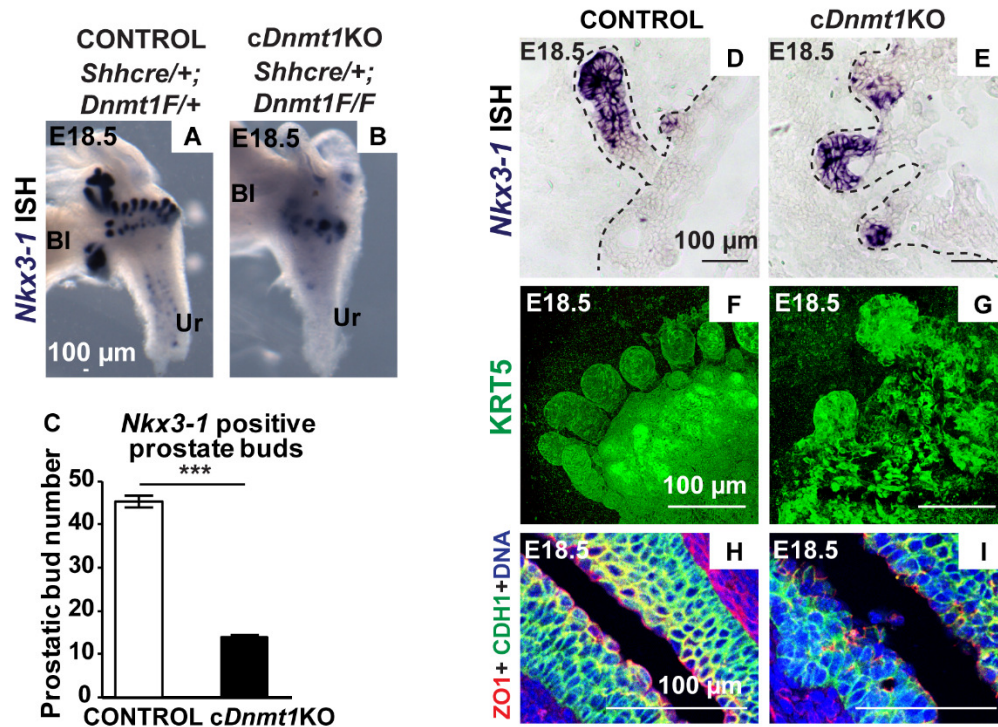 CONTROL
Shhcre/+;
Dnmt1F/+
cDnmt1KO
Shhcre/+;
Dnmt1F/F
Nkx3-1 ISH
E18.5
A
Bl
Bl
Ur
100 µm
E18.5
B
Bl
Ur
C
Nkx3-1 positive
prostate buds
***
Prostatic bud number
50
40
30
20
10
0
CONTROL cDnmt1KO
CONTROL
cDnmt1KO
Nkx3-1 ISH
E18.5
D
100 µm
E18.5
E
KRT5
E18.5
F
100 µm
E18.5
G
ZO1+ CDH1+DNA
E18.5
H
100 µm
E18.5
I